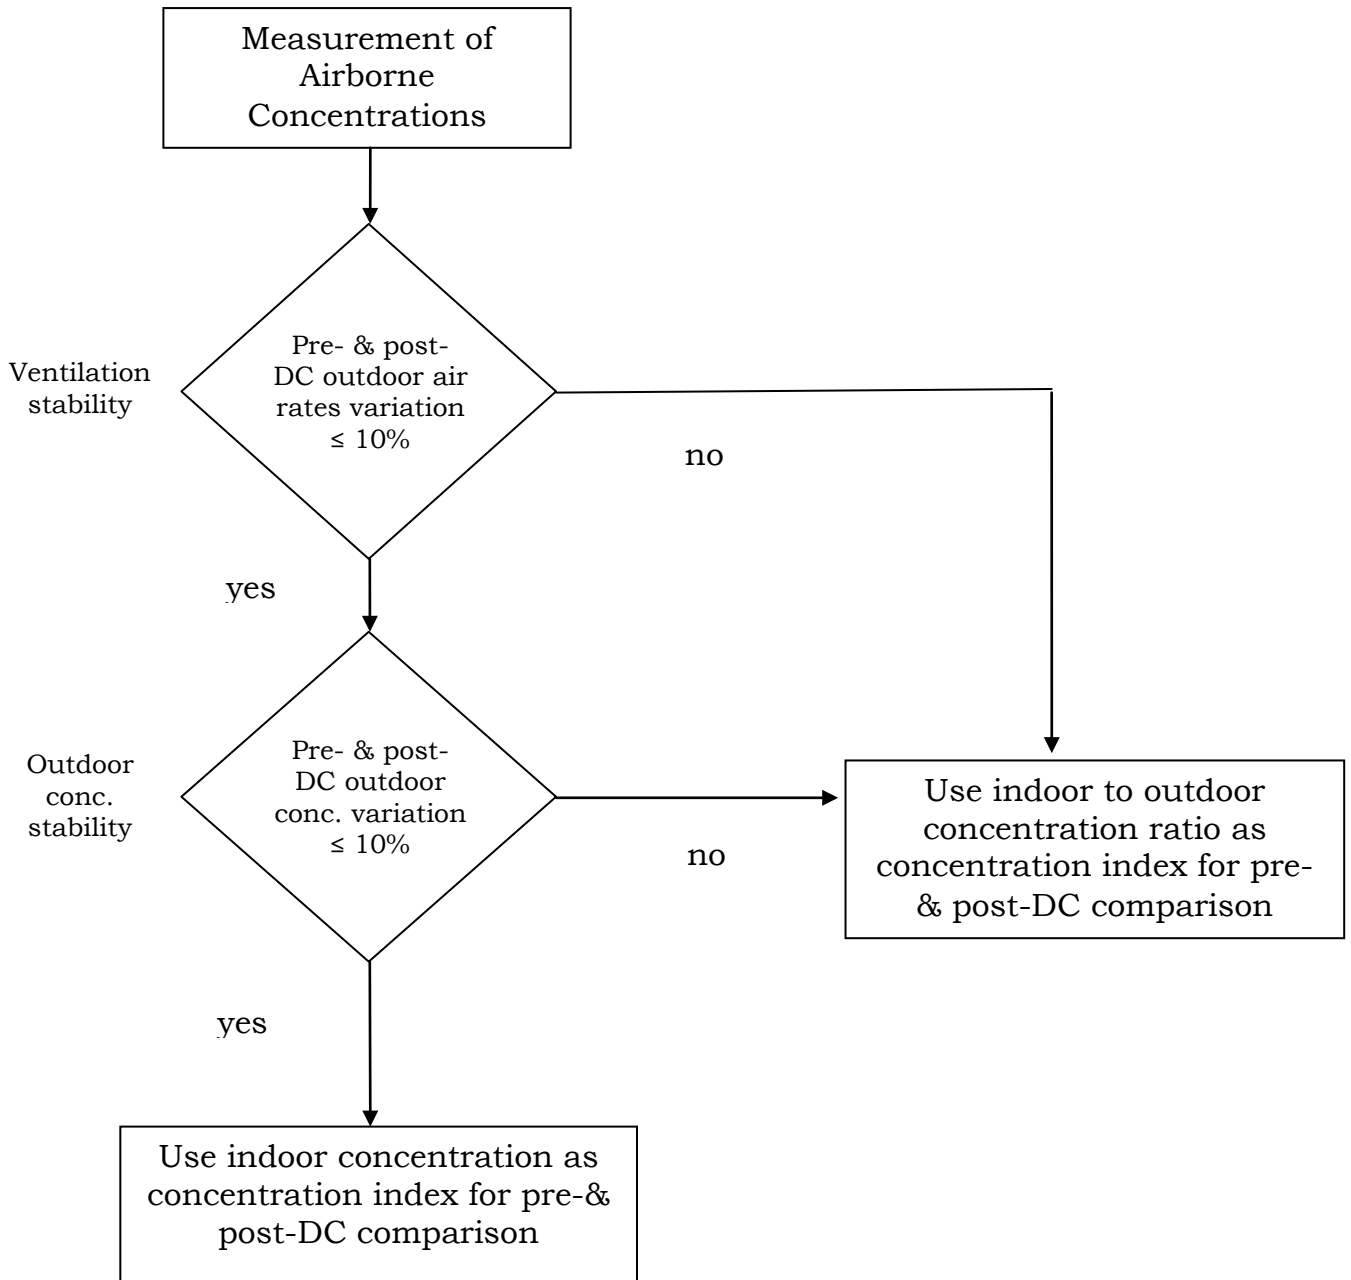 Measurement of
Airborne
Concentrations
Ventilation
stability
Pre- & post-
DC outdoor air
rates variation
≤ 10%
no
yes
Outdoor
conc.
stability
Pre- & post-
DC outdoor
conc. variation
≤ 10%
no
Use indoor to outdoor
concentration ratio as
concentration index for pre-
& post-DC comparison
yes
Use indoor concentration as
concentration index for pre-&
post-DC comparison